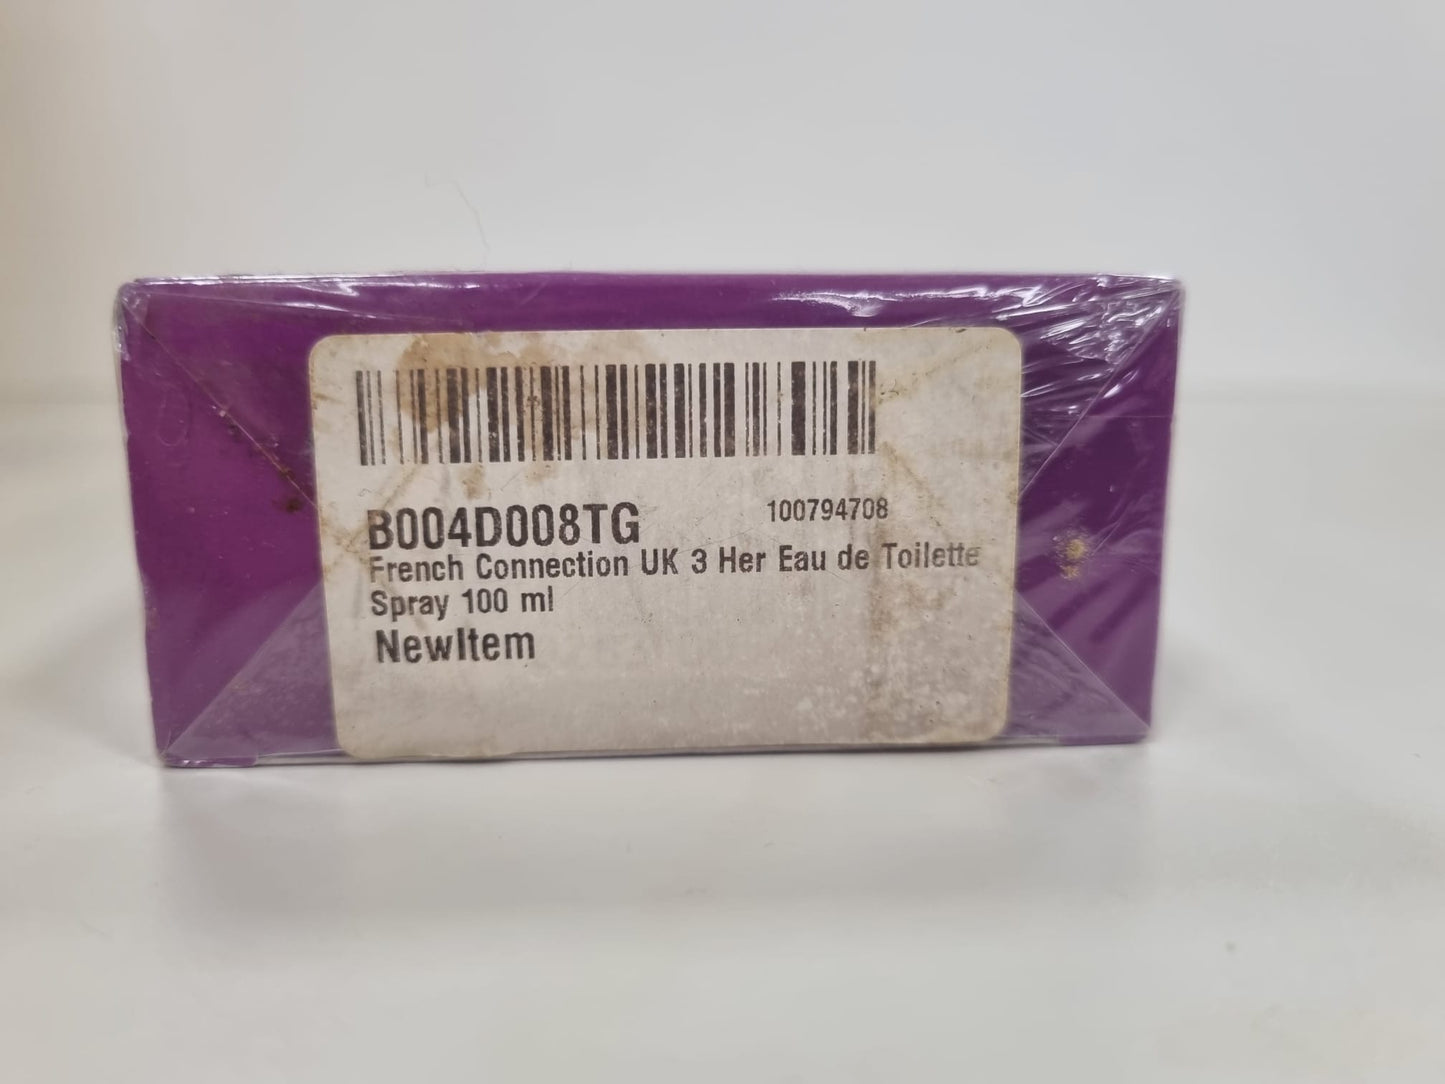 B004D008TG 100794708
French Connection UK 3 Her Eau de Toilette
Spray 100 ml
NewItem